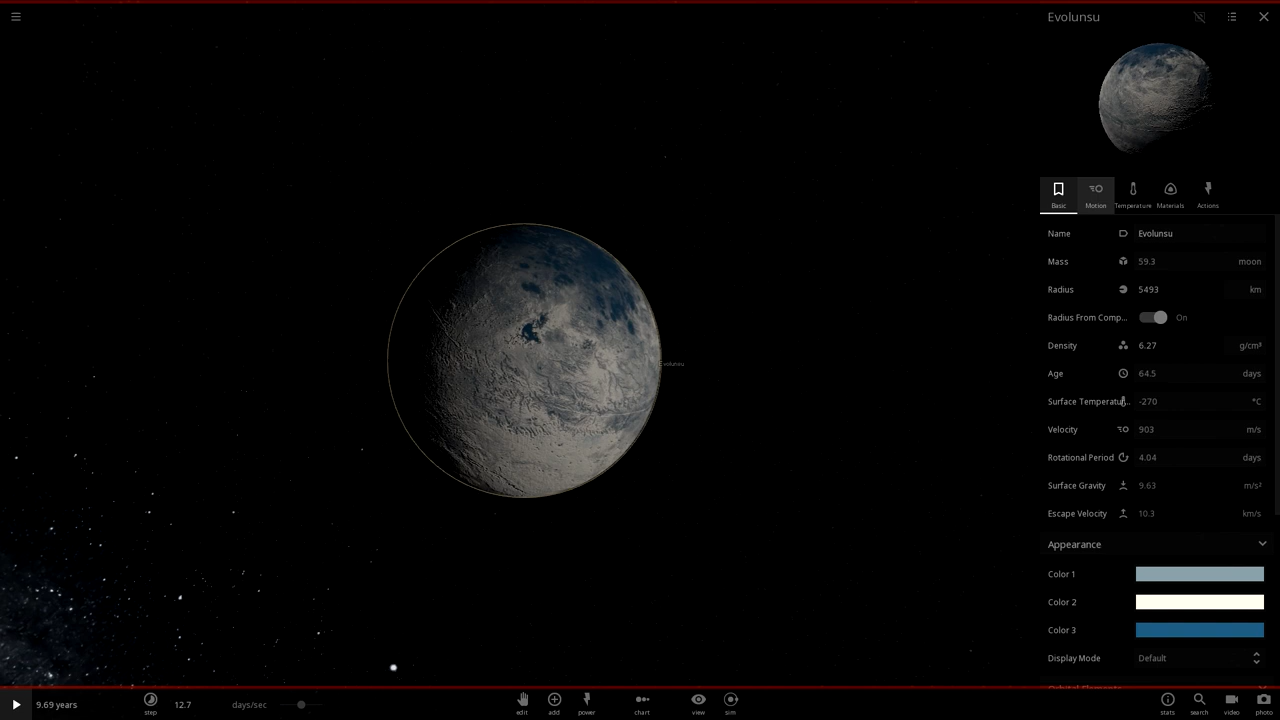 Evolunsu
Basic Motion Temperature Materials Actions
Name Evolunsu
Mass 59.3 moon
Radius 5493 km
Radius From Comp... On
Density 6.27 g/cm³
Age 64.5 days
Surface Temperatu... -270 °C
Velocity 903 m/s
Rotational Period 4.04 days
Surface Gravity 9.63 m/s²
Escape Velocity 10.3 km/s
Evolunsu
Appearance
Color 1
Color 2
Color 3
Display Mode Default
Orbital Elements
9.69 years step 12.7 days/sec edit add power chart view sim stats search video photo